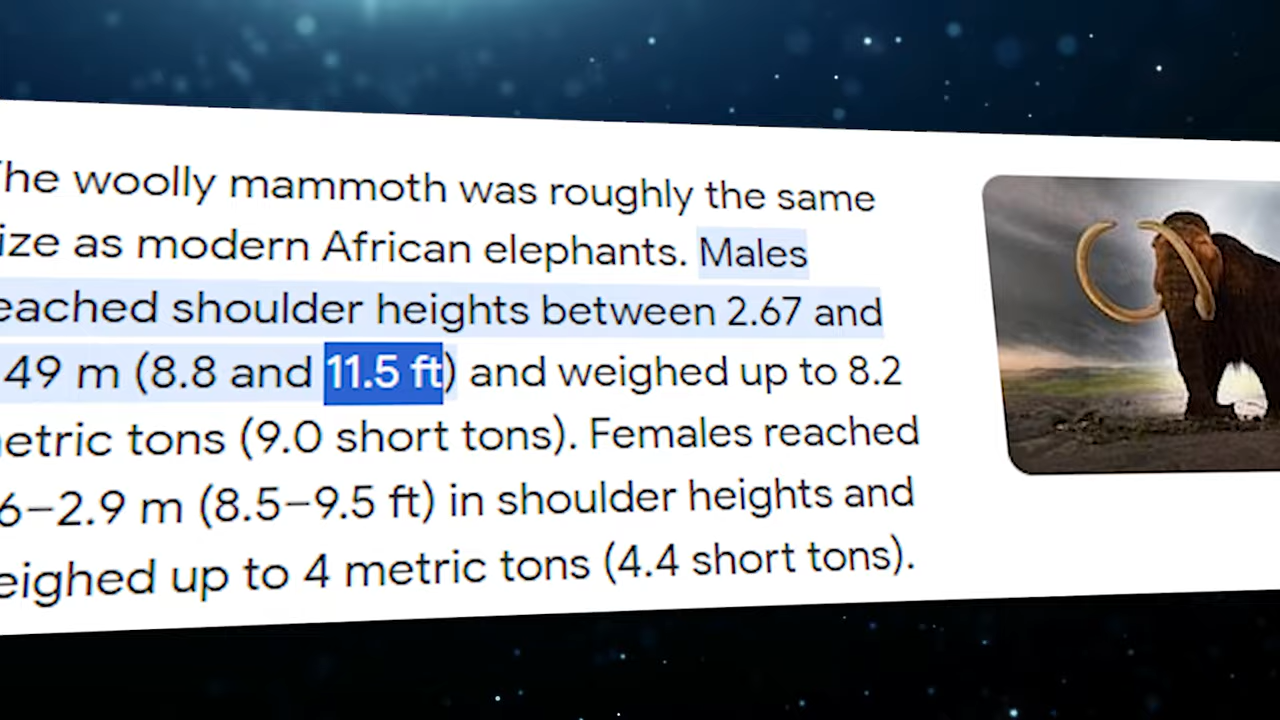 The woolly mammoth was roughly the same
ize as modern African elephants. Males
eached shoulder heights between 2.67 and
.49 m (8.8 and 11.5 ft) and weighed up to 8.2
etric tons (9.0 short tons). Females reached
6–2.9 m (8.5–9.5 ft) in shoulder heights and
eighed up to 4 metric tons (4.4 short tons).